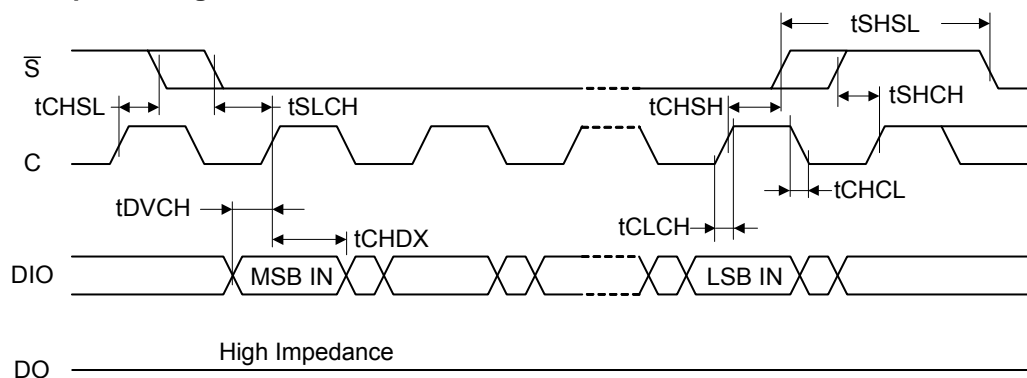 tSHSL
S̅
tCHSL
tSLCH
tCHSH
tSHCH
C
tDVCH
tCHDX
tCLCH
tCHCL
DIO
MSB IN
LSB IN
High Impedance
DO